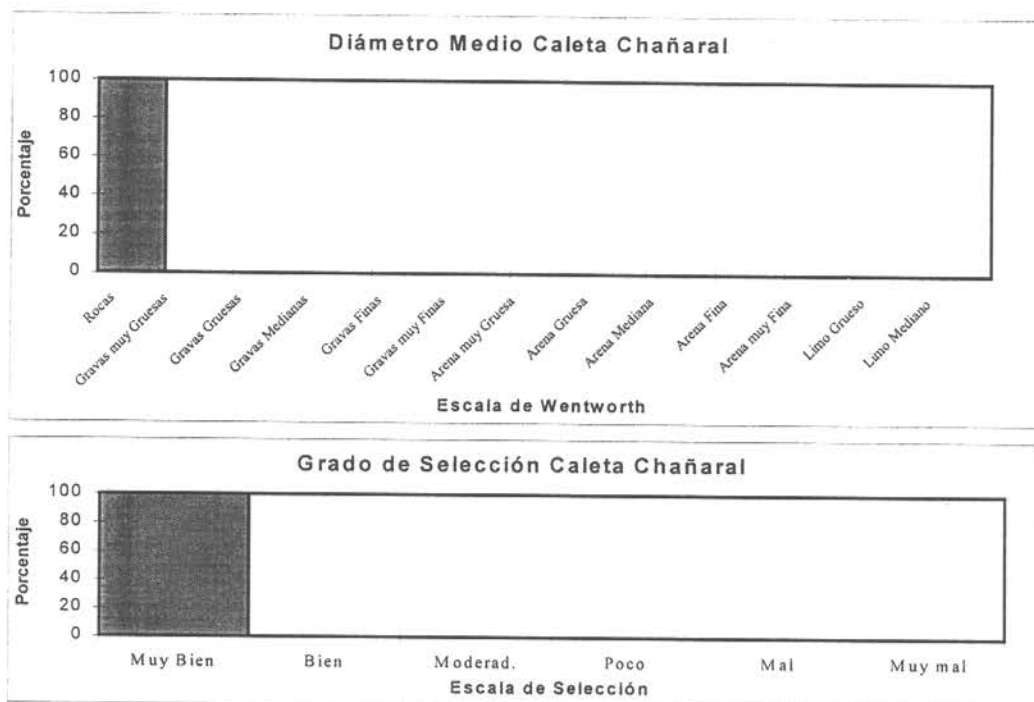 Diámetro Medio Caleta Chañaral
Porcentaje
100
80
60
40
20
0
Rocas
Gravas muy Gruesas
Gravas Gruesas
Gravas Medianas
Gravas Finas
Gravas muy Finas
Arena muy Gruesa
Arena Gruesa
Arena Mediana
Arena Fina
Arena muy Fina
Limo Grueso
Limo Mediano
Escala de Wentworth
Grado de Selección Caleta Chañaral
Porcentaje
100
80
60
40
20
0
Muy Bien Bien Moderad. Poco Mal Muy mal
Escala de Selección